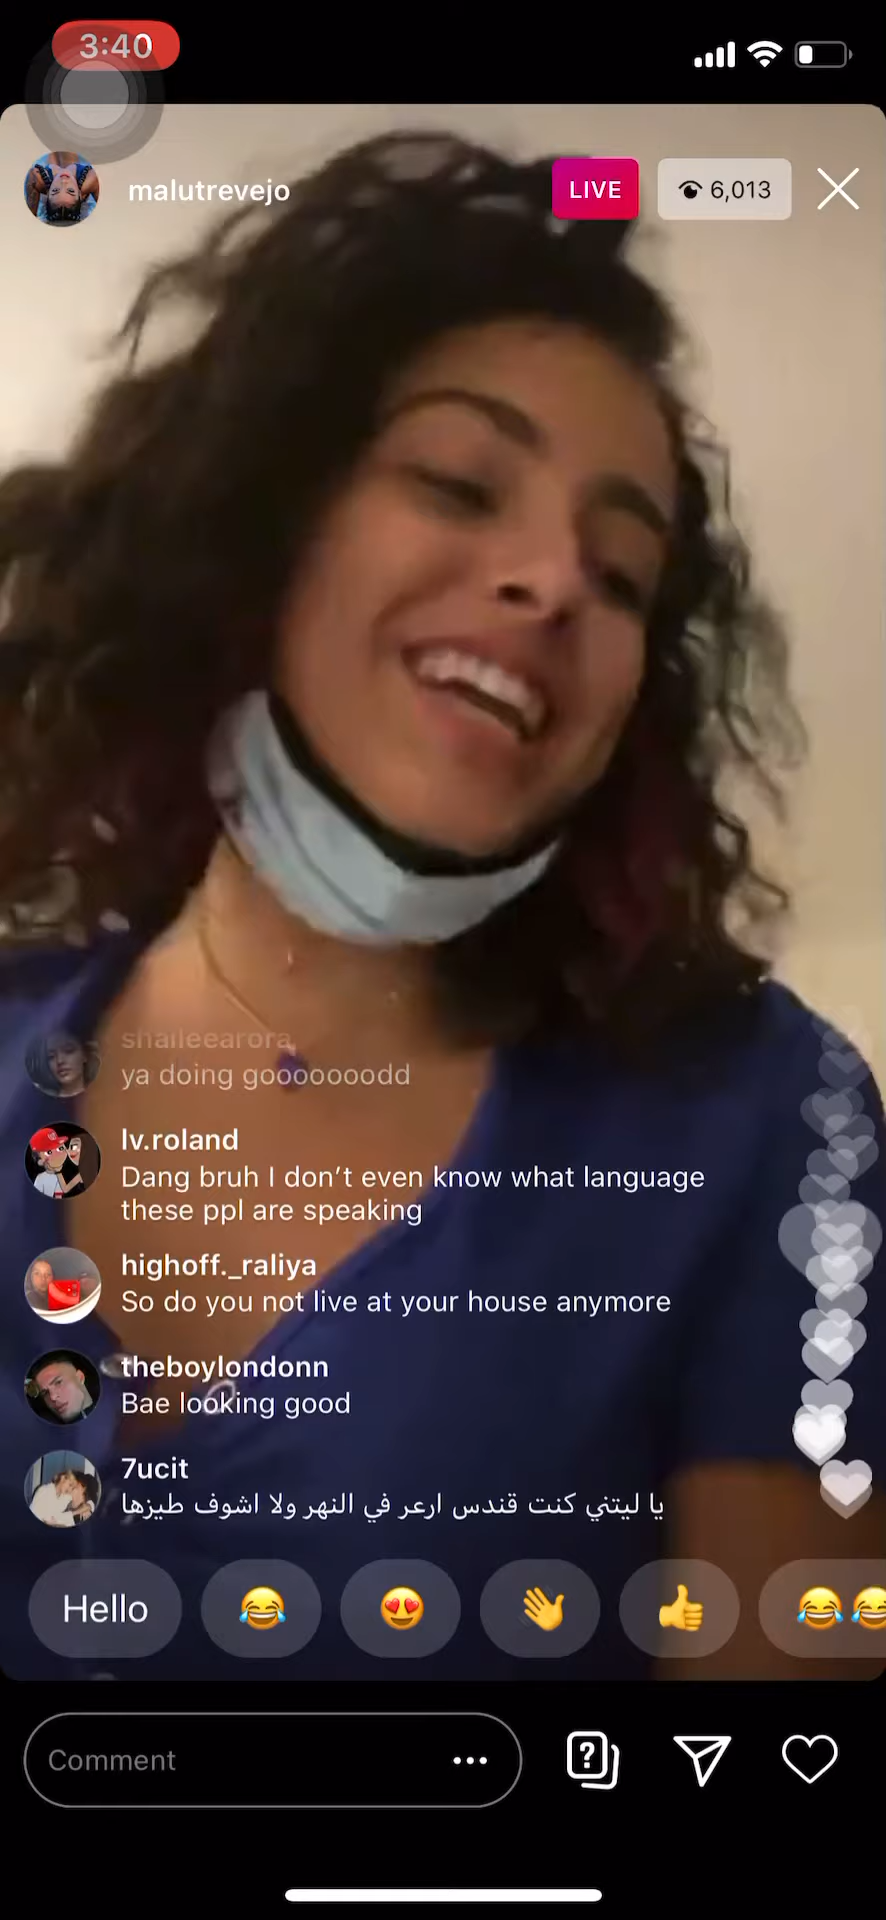 3:40
malutrevejo
LIVE
6,013
shaileearora
ya doing gooooooodd
lv.roland
Dang bruh I don’t even know what language
these ppl are speaking
highoff._raliya
So do you not live at your house anymore
theboylondonn
Bae looking good
7ucit
يا ليتني كنت قندس ارعر في النهر ولا اشوف طيزها
Hello
Comment